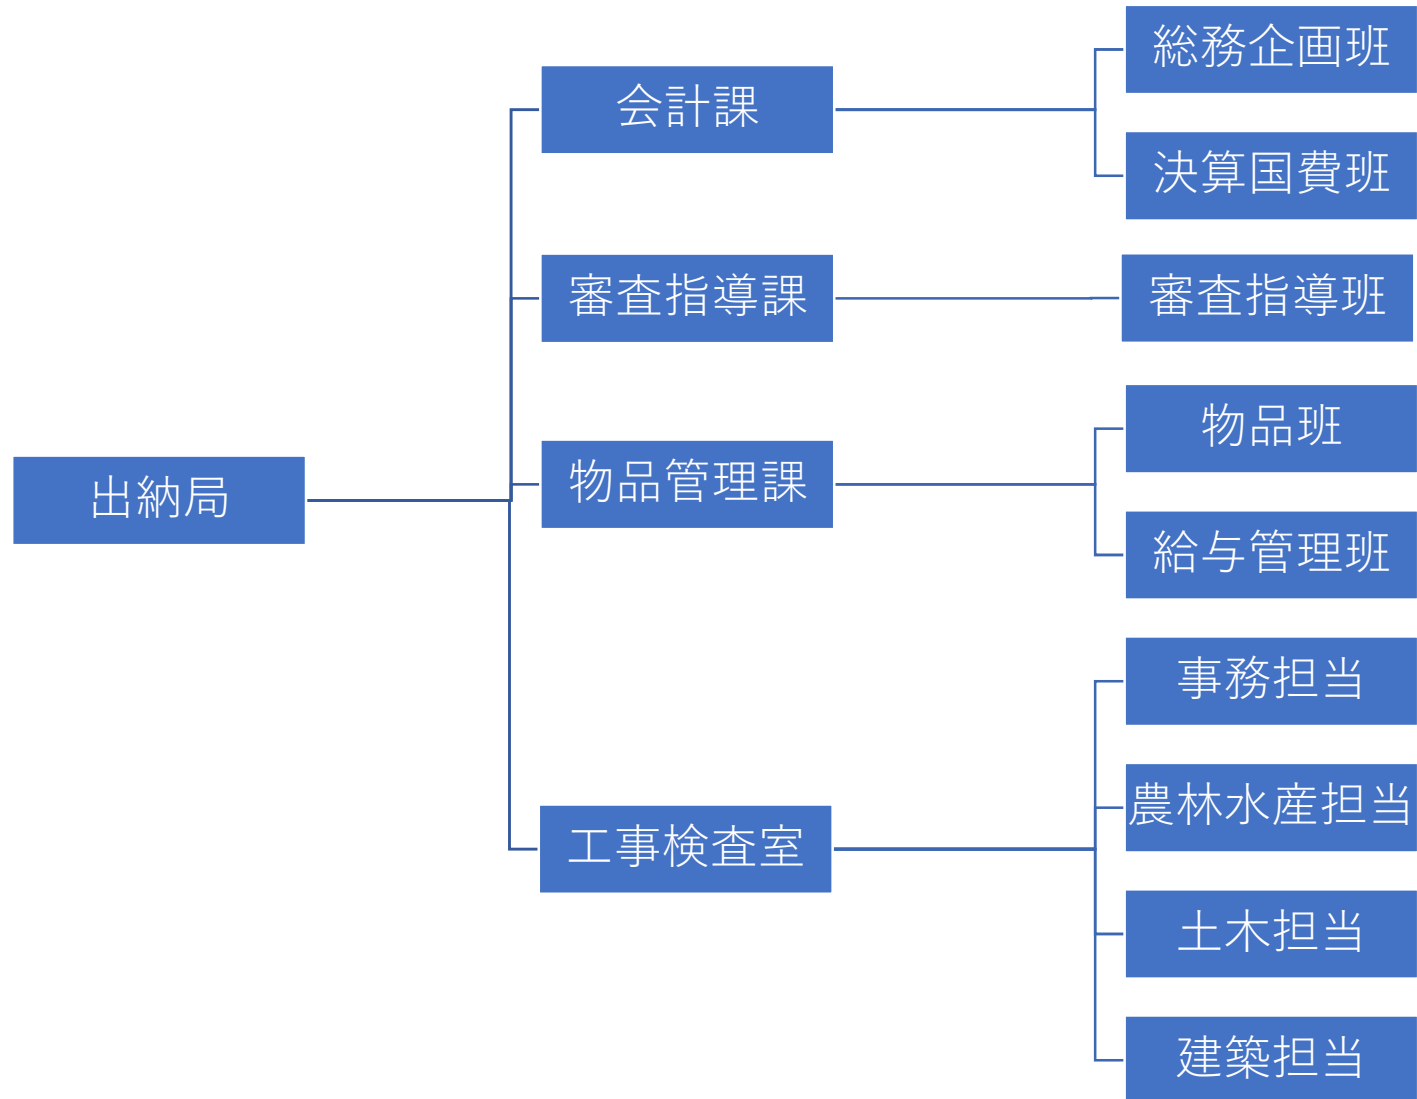 出納局
会計課
総務企画班
決算国費班
審査指導課
審査指導班
物品管理課
物品班
給与管理班
工事検査室
事務担当
農林水産担当
土木担当
建築担当